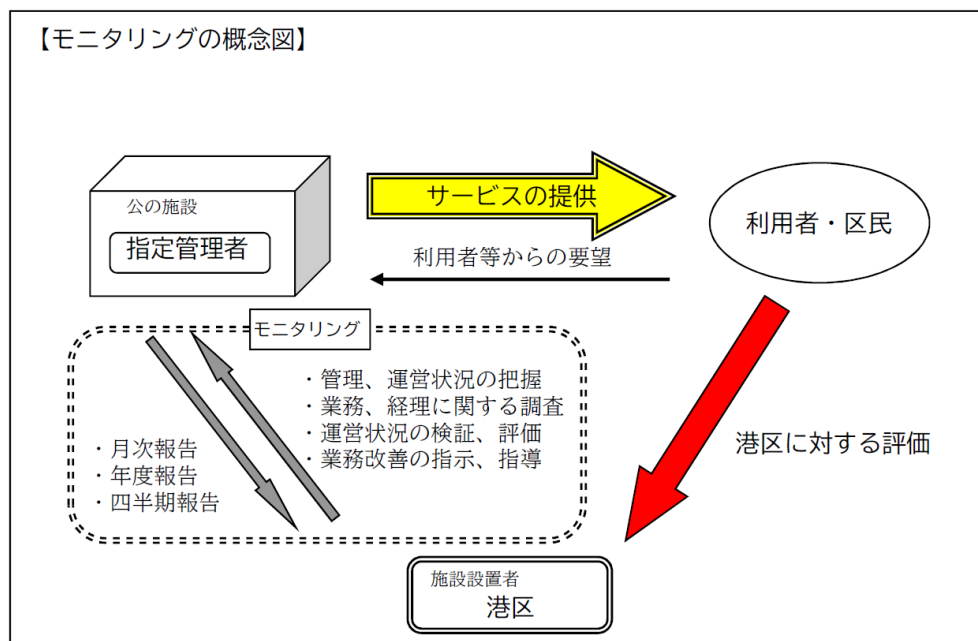 【モニタリングの概念図】
公の施設
指定管理者
サービスの提供
利用者等からの要望
利用者・区民
モニタリング
・管理、運営状況の把握
・業務、経理に関する調査
・運営状況の検証、評価
・業務改善の指示、指導
・月次報告
・年度報告
・四半期報告
港区に対する評価
施設設置者
港区